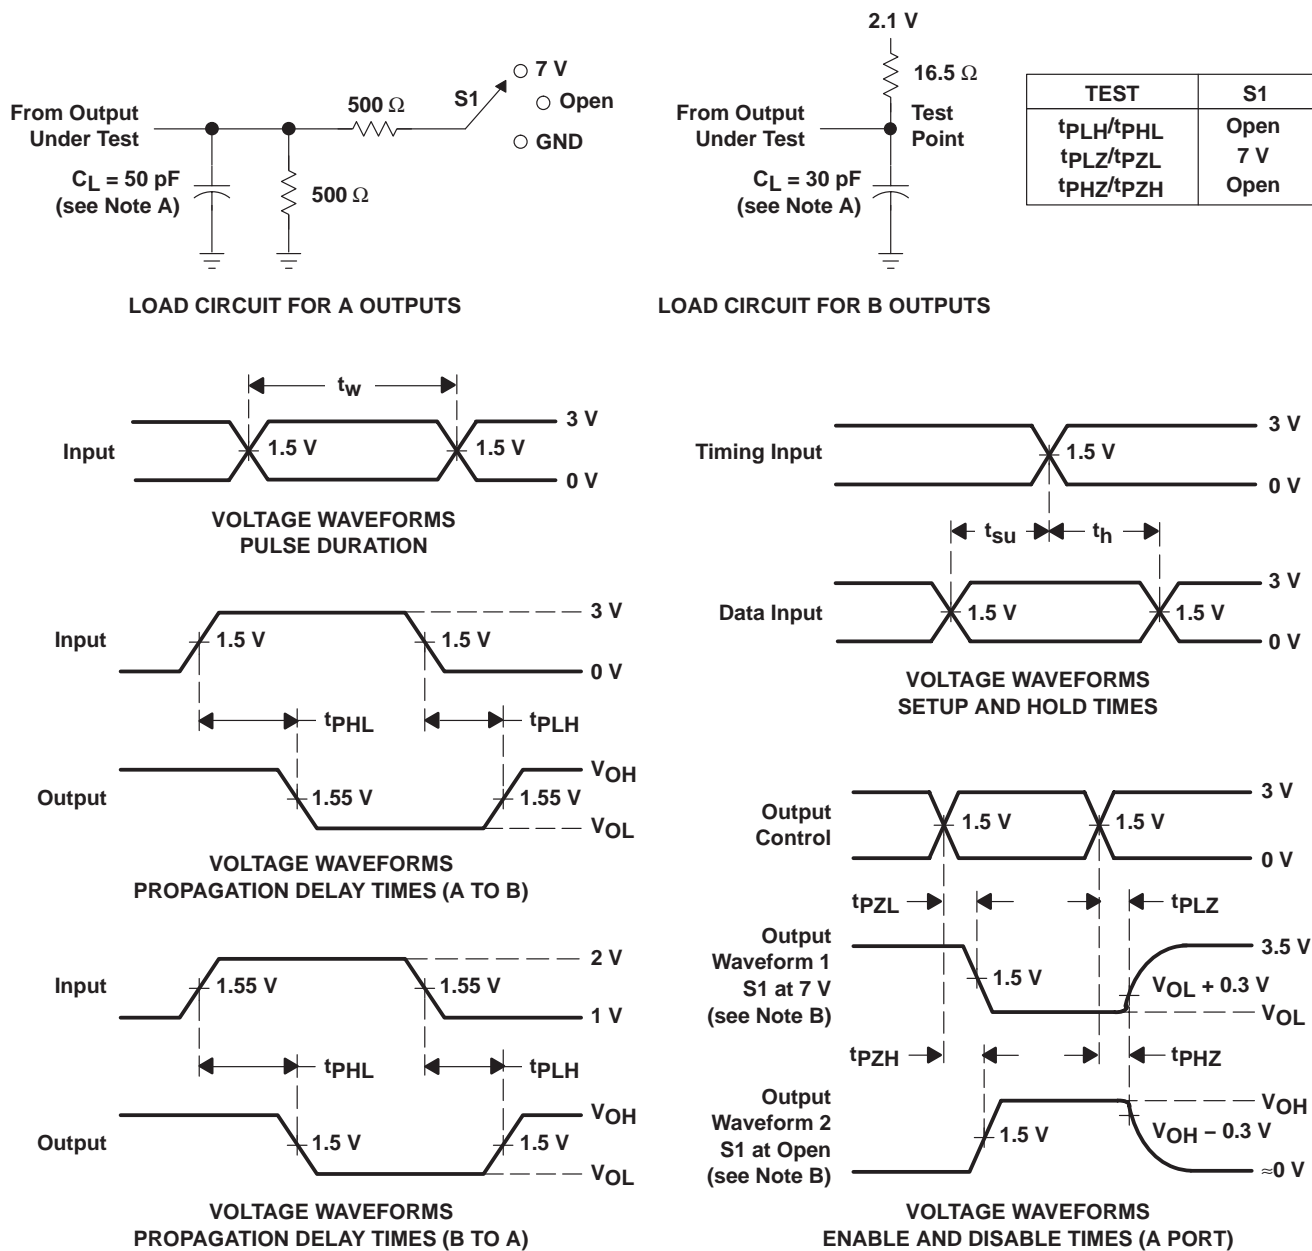 From Output
Under Test
CL = 50 pF
(see Note A)
500 Ω
500 Ω
S1
7 V
Open
GND
LOAD CIRCUIT FOR A OUTPUTS
2.1 V
16.5 Ω
From Output
Under Test
Test
Point
CL = 30 pF
(see Note A)
LOAD CIRCUIT FOR B OUTPUTS
TEST S1
tPLH/tPHL Open
tPLZ/tPZL 7 V
tPHZ/tPZH Open
tw
Input
1.5 V
1.5 V
3 V
0 V
VOLTAGE WAVEFORMS
PULSE DURATION
Timing Input
1.5 V
3 V
0 V
tsu
th
Data Input
1.5 V
1.5 V
3 V
0 V
VOLTAGE WAVEFORMS
SETUP AND HOLD TIMES
Input
1.5 V
1.5 V
3 V
0 V
tPHL
tPLH
Output
1.55 V
1.55 V
VOH
VOL
VOLTAGE WAVEFORMS
PROPAGATION DELAY TIMES (A TO B)
Input
1.55 V
1.55 V
2 V
1 V
tPHL
tPLH
Output
1.5 V
1.5 V
VOH
VOL
VOLTAGE WAVEFORMS
PROPAGATION DELAY TIMES (B TO A)
Output
Control
1.5 V
1.5 V
3 V
0 V
tPZL
tPLZ
Output
Waveform 1
S1 at 7 V
(see Note B)
1.5 V
3.5 V
VOL + 0.3 V
VOL
tPZH
tPHZ
Output
Waveform 2
S1 at Open
(see Note B)
1.5 V
VOH
VOH – 0.3 V
≈0 V
VOLTAGE WAVEFORMS
ENABLE AND DISABLE TIMES (A PORT)